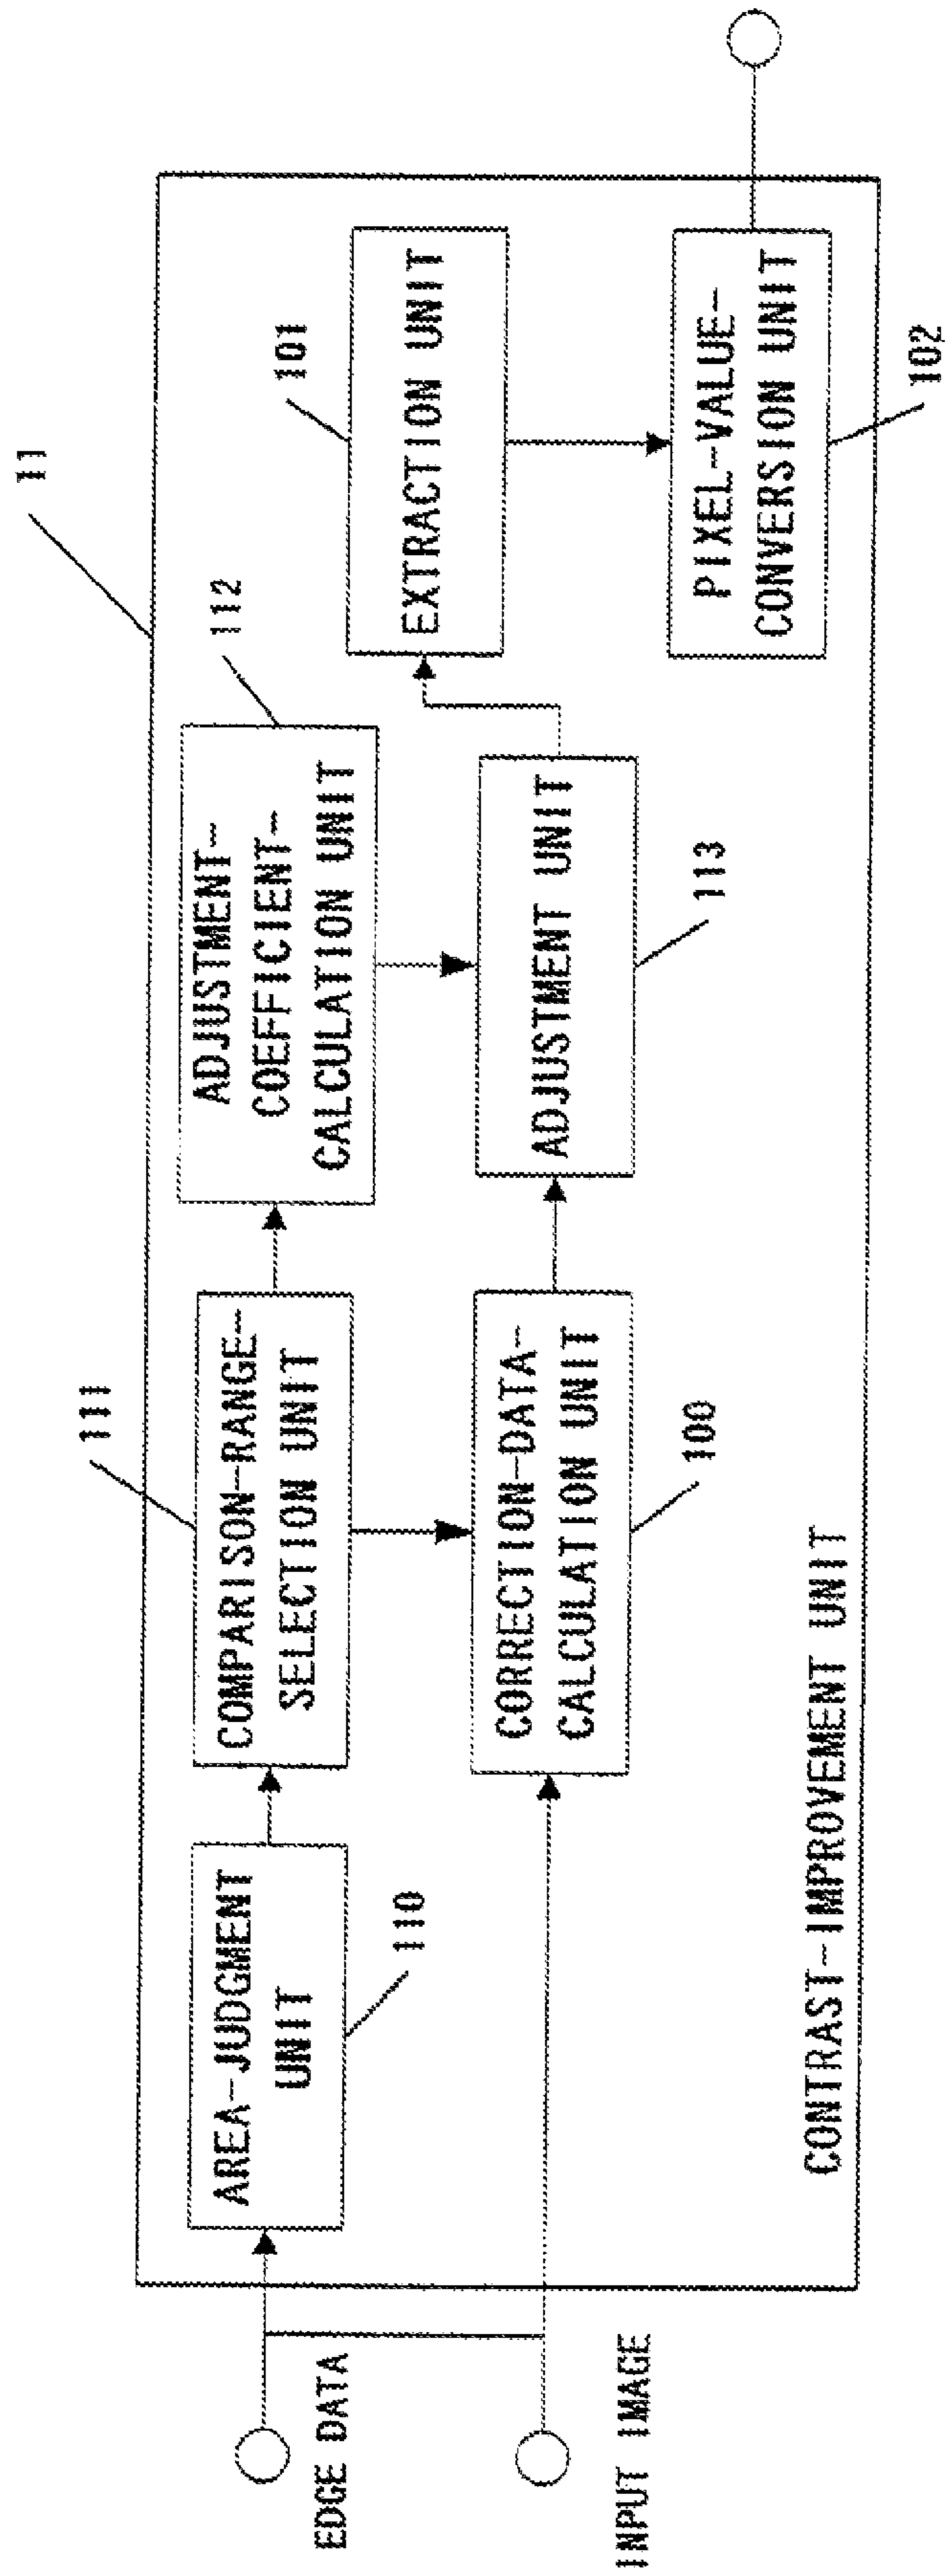 11
111
112
101
COMPARISON-RANGE-
SELECTION UNIT
ADJUSTMENT-
COEFFICIENT-
CALCULATION UNIT
EXTRACTION UNIT
AREA-JUDGMENT
UNIT
110
EDGE DATA
CORRECTION-DATA-
CALCULATION UNIT
100
ADJUSTMENT UNIT
113
PIXEL-VALUE-
CONVERSION UNIT
102
INPUT IMAGE
CONTRAST-IMPROVEMENT UNIT